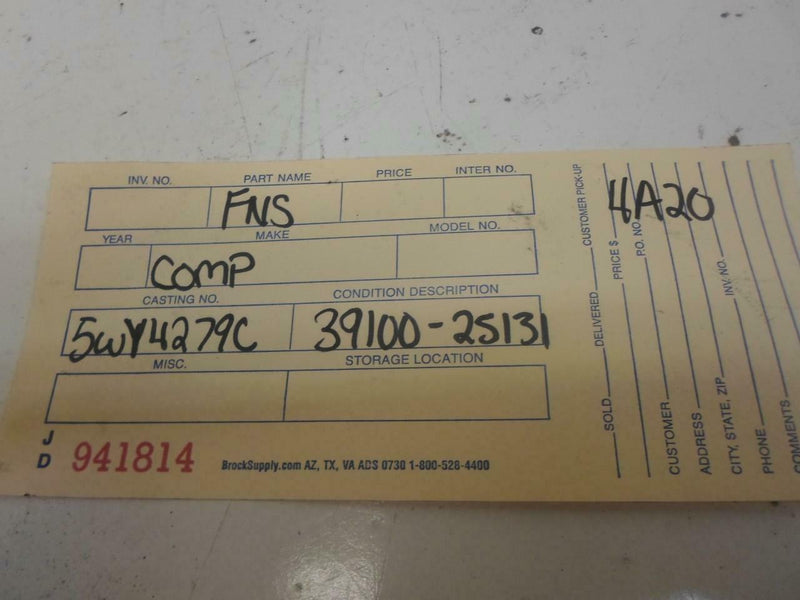 INV. NO. PART NAME PRICE INTER NO.
FNS
YEAR MAKE MODEL NO.
COMP
CASTING NO. CONDITION DESCRIPTION
5WY4279C 39100-2S131
MISC. STORAGE LOCATION
J
D 941814
BrockSupply.com AZ, TX, VA ADS 0730 1-800-528-4400
SOLD DELIVERED CUSTOMER PICK-UP
PRICE $ P.O. NO.
4A20
CUSTOMER
ADDRESS INV. NO.
CITY, STATE, ZIP
PHONE
COMMENTS